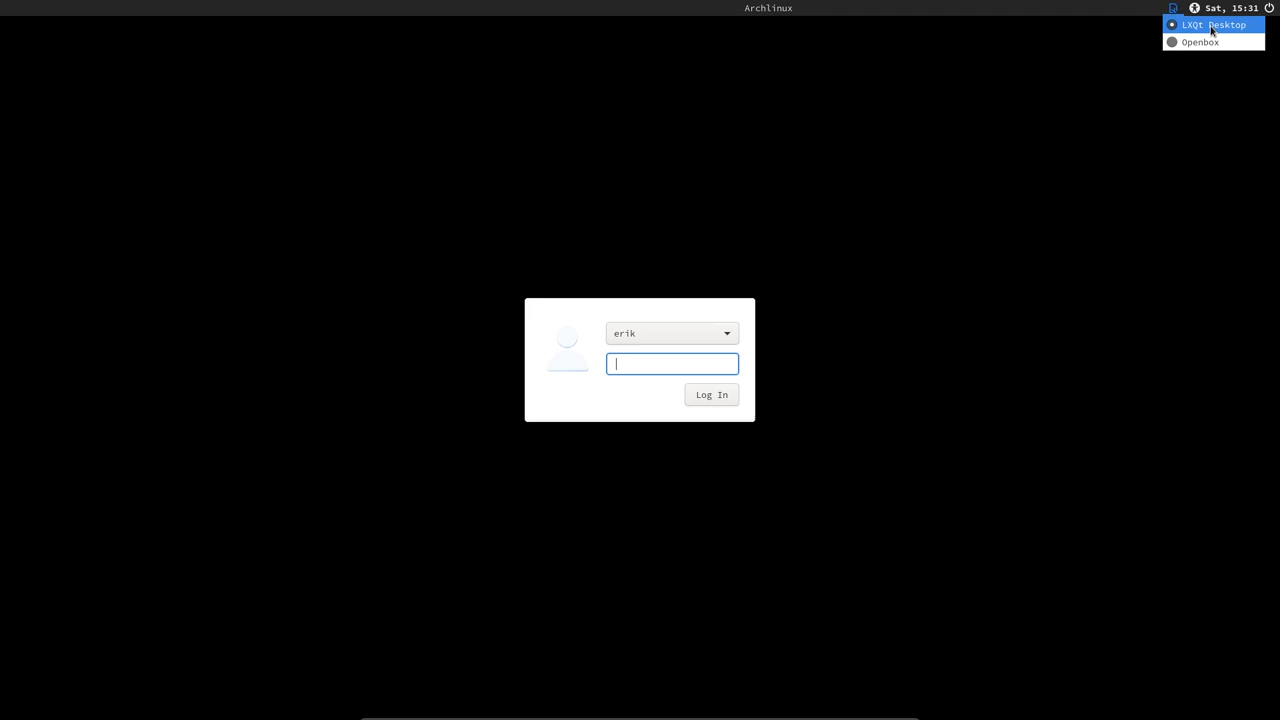 Archlinux
Sat, 15:31
LXQt Desktop
Openbox
erik
Log In